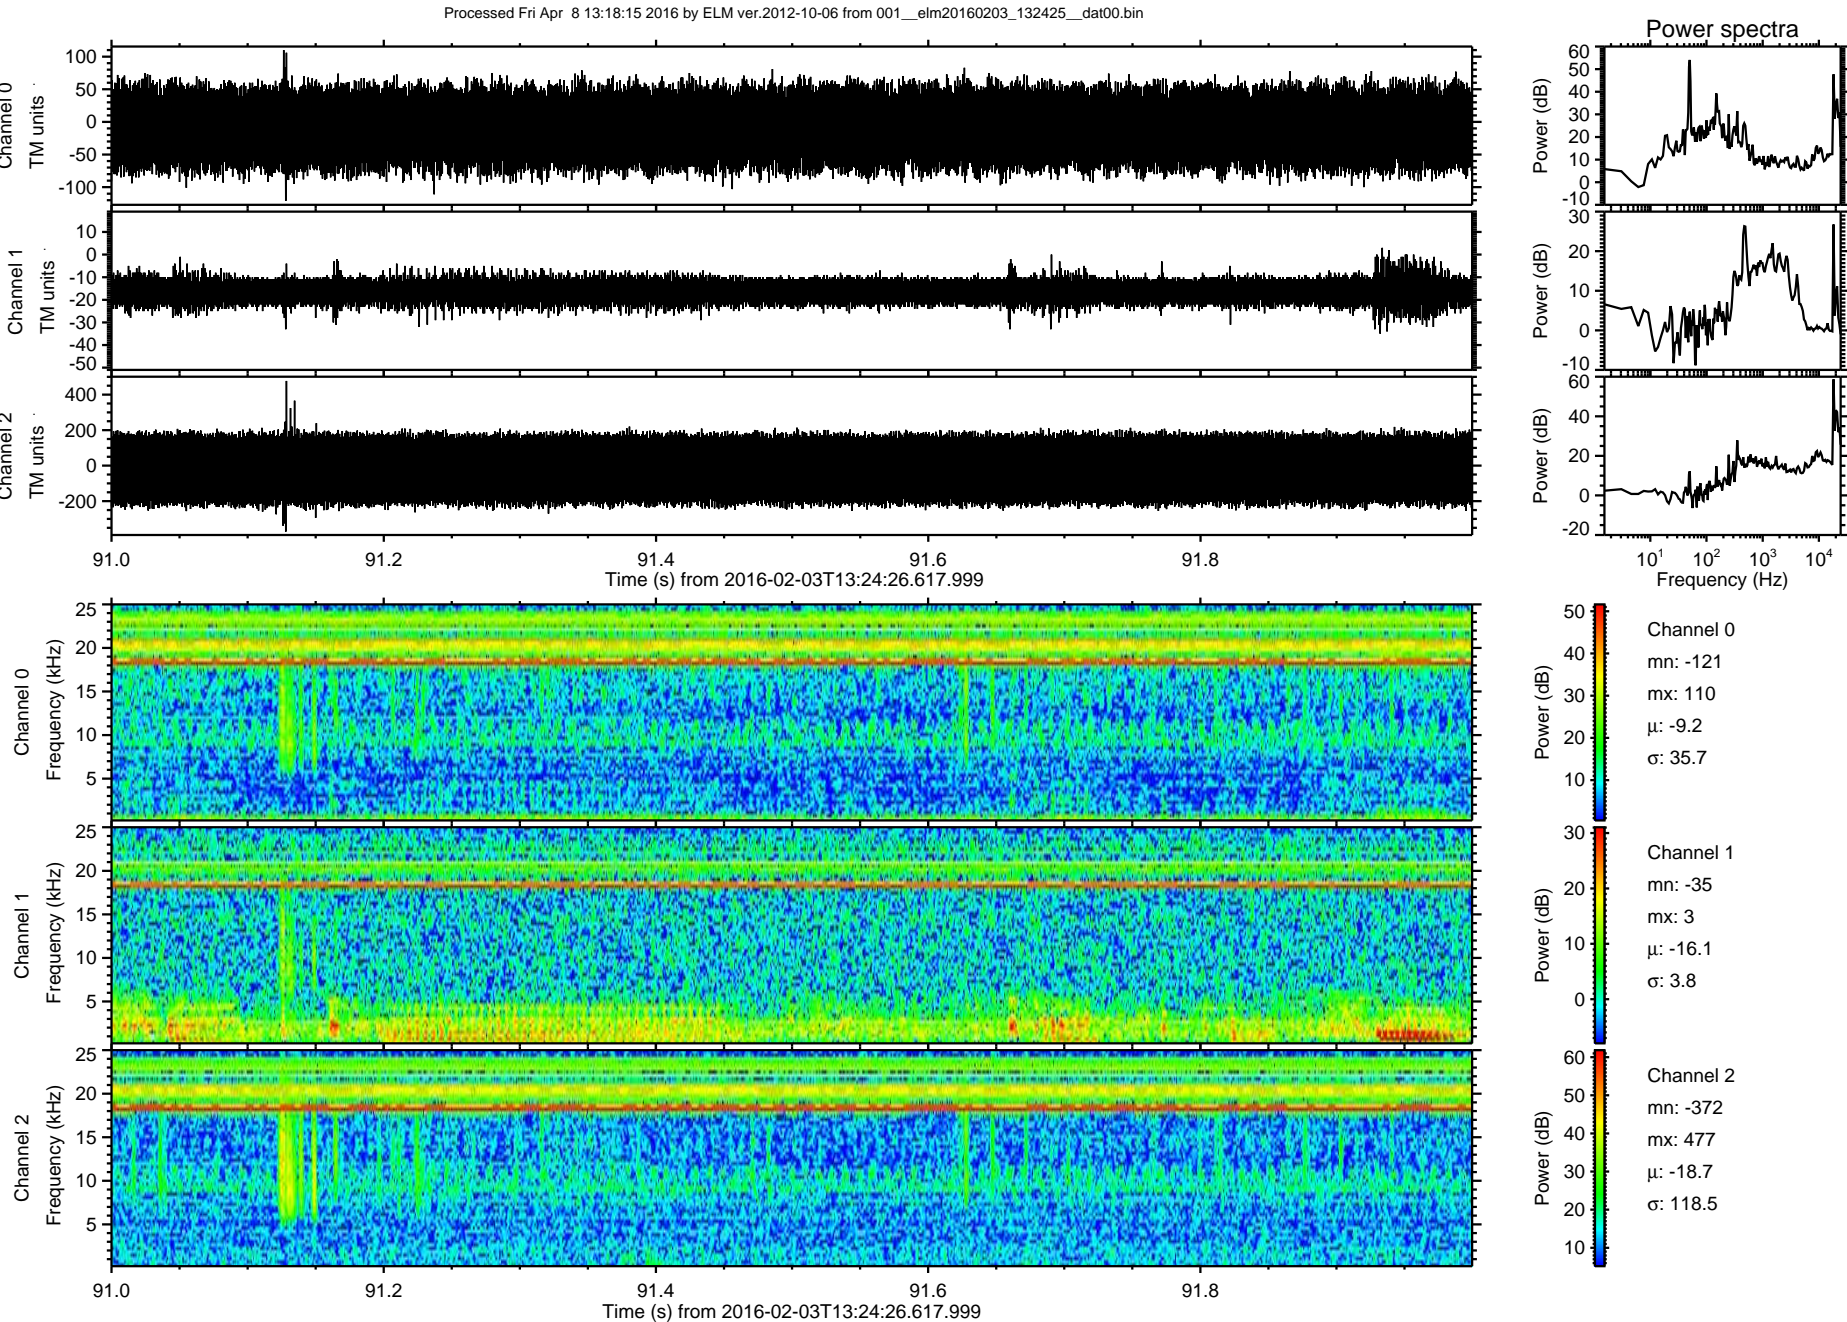 Processed Fri Apr 8 13:18:15 2016 by ELM ver.2012-10-06 from 001__elm20160203_132425__dat00.bin
Power spectra
Channel 0
TM units
100
50
0
-50
-100
Power (dB)
60
50
40
30
20
10
0
-10
Channel 1
TM units
10
0
-10
-20
-30
-40
-50
Power (dB)
30
20
10
0
-10
Channel 2
TM units
400
200
0
-200
Power (dB)
60
40
20
0
-20
91.0 91.2 91.4 91.6 91.8
Time (s) from 2016-02-03T13:24:26.617.999
10^1 10^2 10^3 10^4
Frequency (Hz)
Channel 0
Frequency (kHz)
25
20
15
10
5
Power (dB)
50
40
30
20
10
Channel 0
mn: -121
mx: 110
μ: -9.2
σ: 35.7
Channel 1
Frequency (kHz)
25
20
15
10
5
Power (dB)
30
20
10
0
Channel 1
mn: -35
mx: 3
μ: -16.1
σ: 3.8
Channel 2
Frequency (kHz)
25
20
15
10
5
Power (dB)
60
50
40
30
20
10
Channel 2
mn: -372
mx: 477
μ: -18.7
σ: 118.5
91.0 91.2 91.4 91.6 91.8
Time (s) from 2016-02-03T13:24:26.617.999